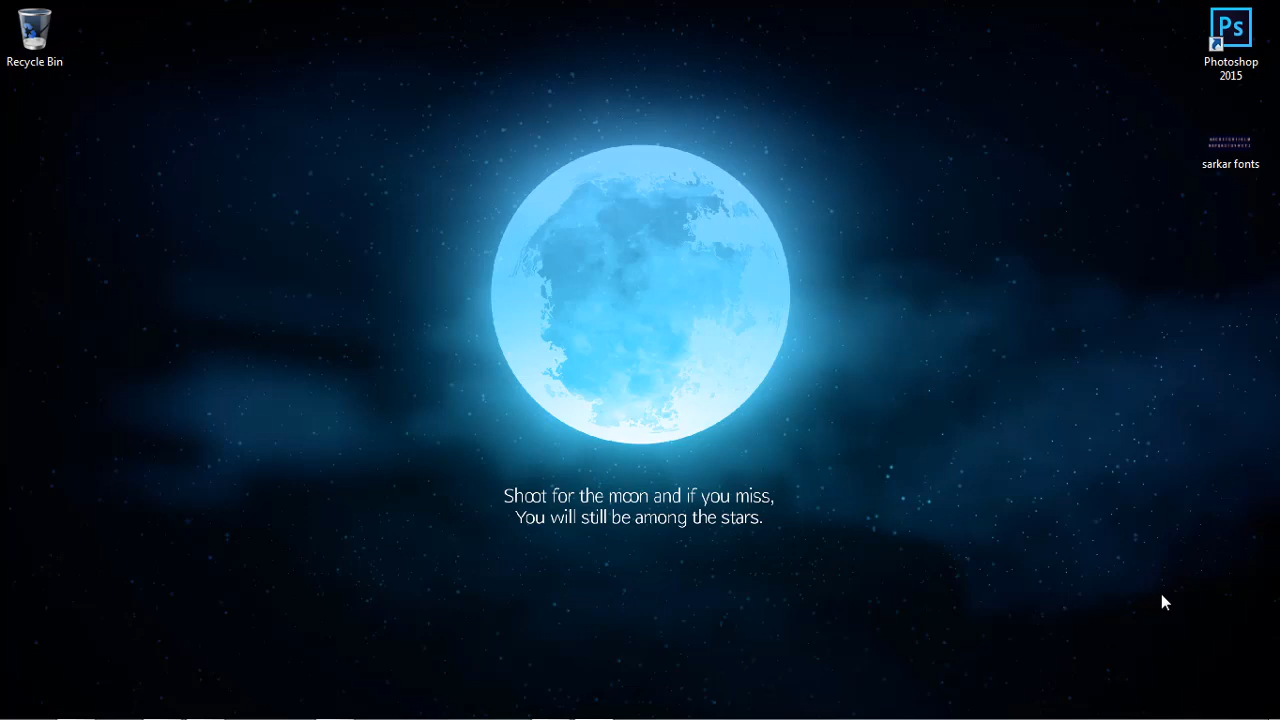 Recycle Bin
Ps
Photoshop
2015
sarkar fonts
Shoot for the moon and if you miss,
You will still be among the stars.